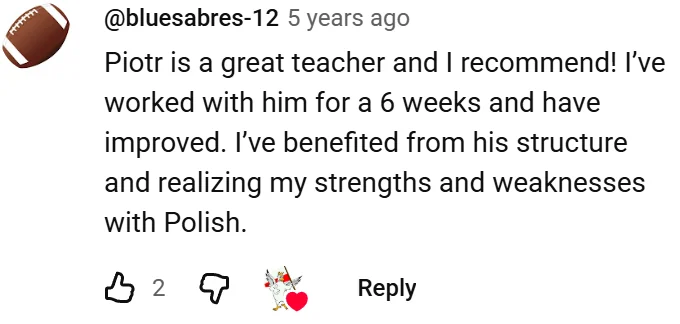 @bluesabres-12 5 years ago
Piotr is a great teacher and I recommend! I’ve
worked with him for a 6 weeks and have
improved. I’ve benefited from his structure
and realizing my strengths and weaknesses
with Polish.
2 Reply